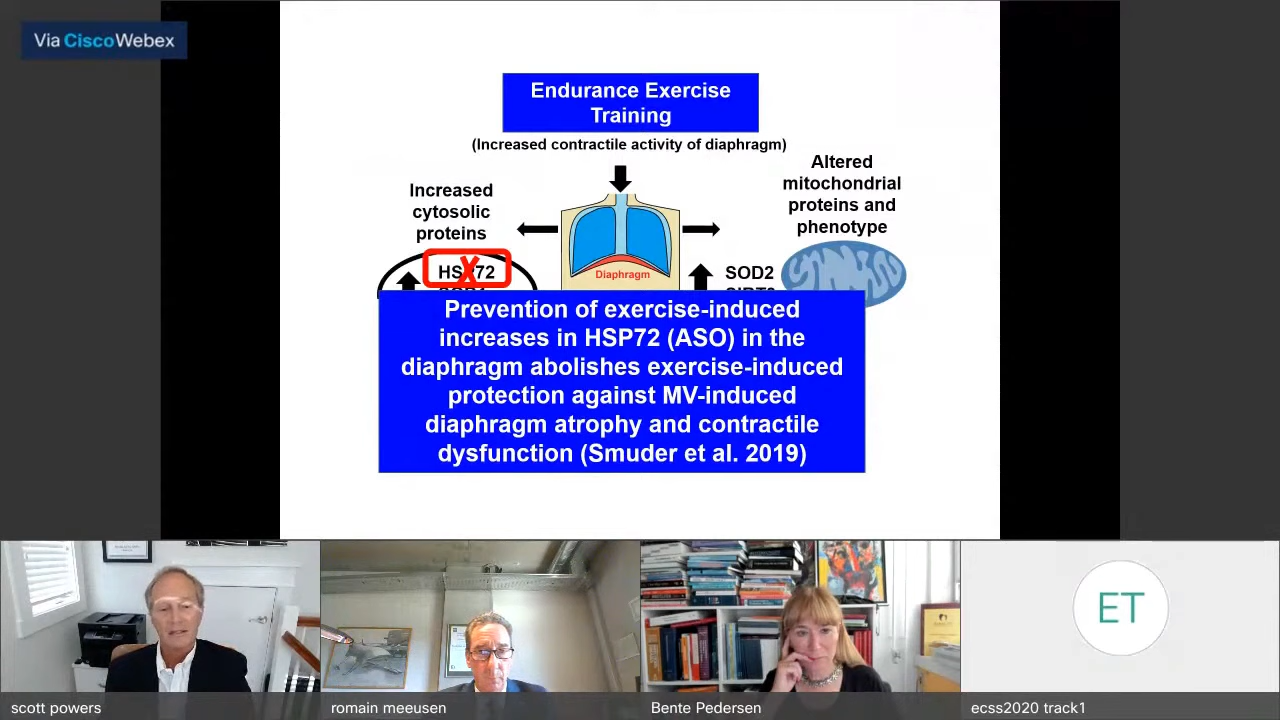 Via CiscoWebex
Endurance Exercise
Training
(Increased contractile activity of diaphragm)
Increased
cytosolic
proteins
Altered
mitochondrial
proteins and
phenotype
HSP72
X
Diaphragm
SOD2
Prevention of exercise-induced
increases in HSP72 (ASO) in the
diaphragm abolishes exercise-induced
protection against MV-induced
diaphragm atrophy and contractile
dysfunction (Smuder et al. 2019)
ET
scott powers
romain meeusen
Bente Pedersen
ecss2020 track1